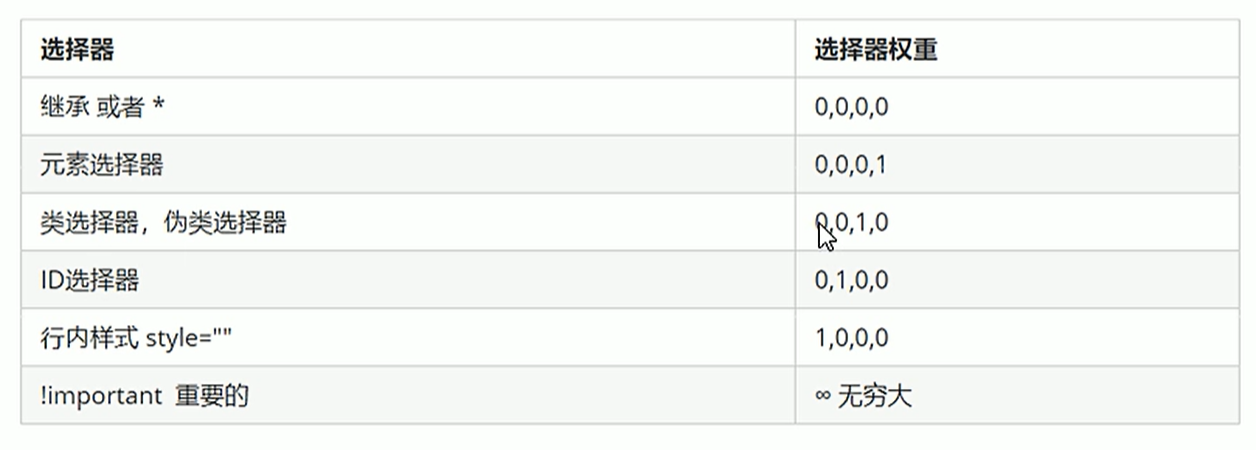 选择器 选择器权重
继承 或者 * 0,0,0,0
元素选择器 0,0,0,1
类选择器，伪类选择器 0,0,1,0
ID选择器 0,1,0,0
行内样式 style="" 1,0,0,0
!important 重要的 ∞ 无穷大